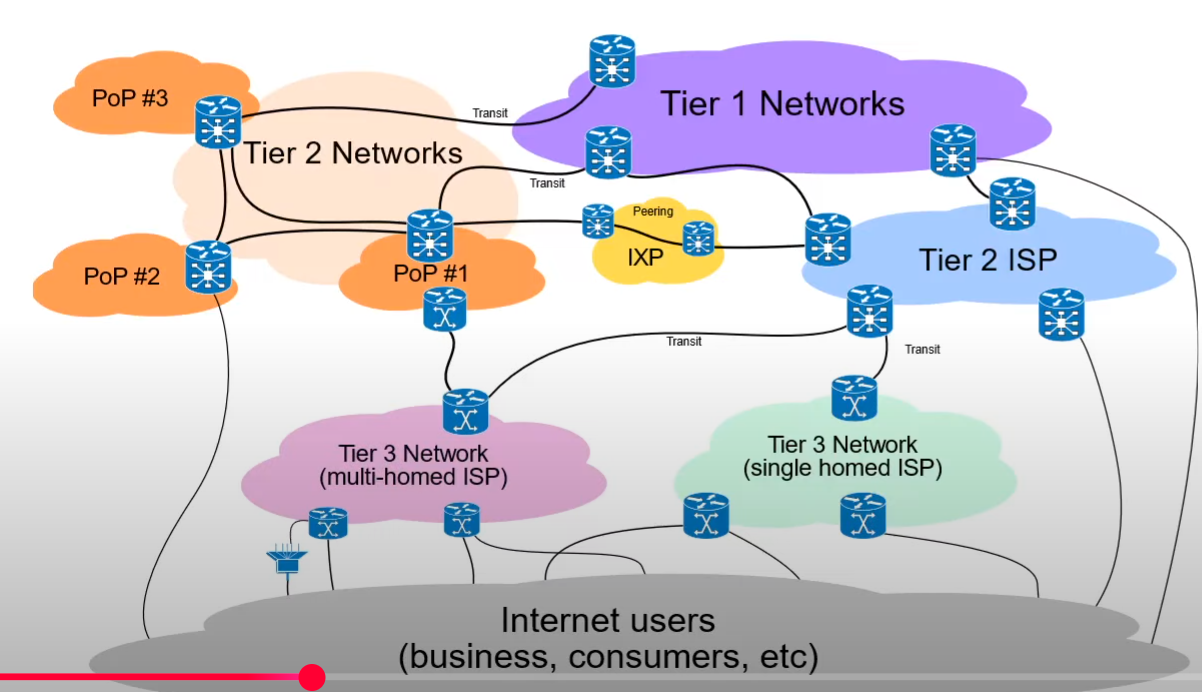 PoP #3
Transit
Tier 1 Networks
Tier 2 Networks
Transit
Peering
IXP
Tier 2 ISP
PoP #2
PoP #1
Transit
Transit
Tier 3 Network
(multi-homed ISP)
Tier 3 Network
(single homed ISP)
Internet users
(business, consumers, etc)